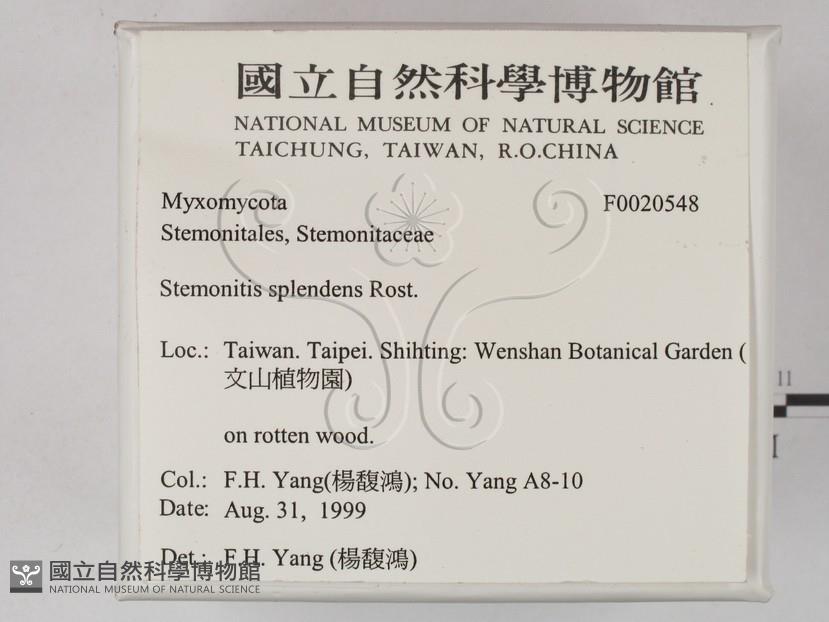 國立自然科學博物館
NATIONAL MUSEUM OF NATURAL SCIENCE
TAICHUNG, TAIWAN, R.O.CHINA
Myxomycota F0020548
Stemonitales, Stemonitaceae
Stemonitis splendens Rost.
Loc.: Taiwan. Taipei. Shihting: Wenshan Botanical Garden (
文山植物園)
on rotten wood.
Col.: F.H. Yang(楊馥鴻); No. Yang A8-10
Date: Aug. 31, 1999
Det.: F.H. Yang (楊馥鴻)
國立自然科學博物館
NATIONAL MUSEUM OF NATURAL SCIENCE
11